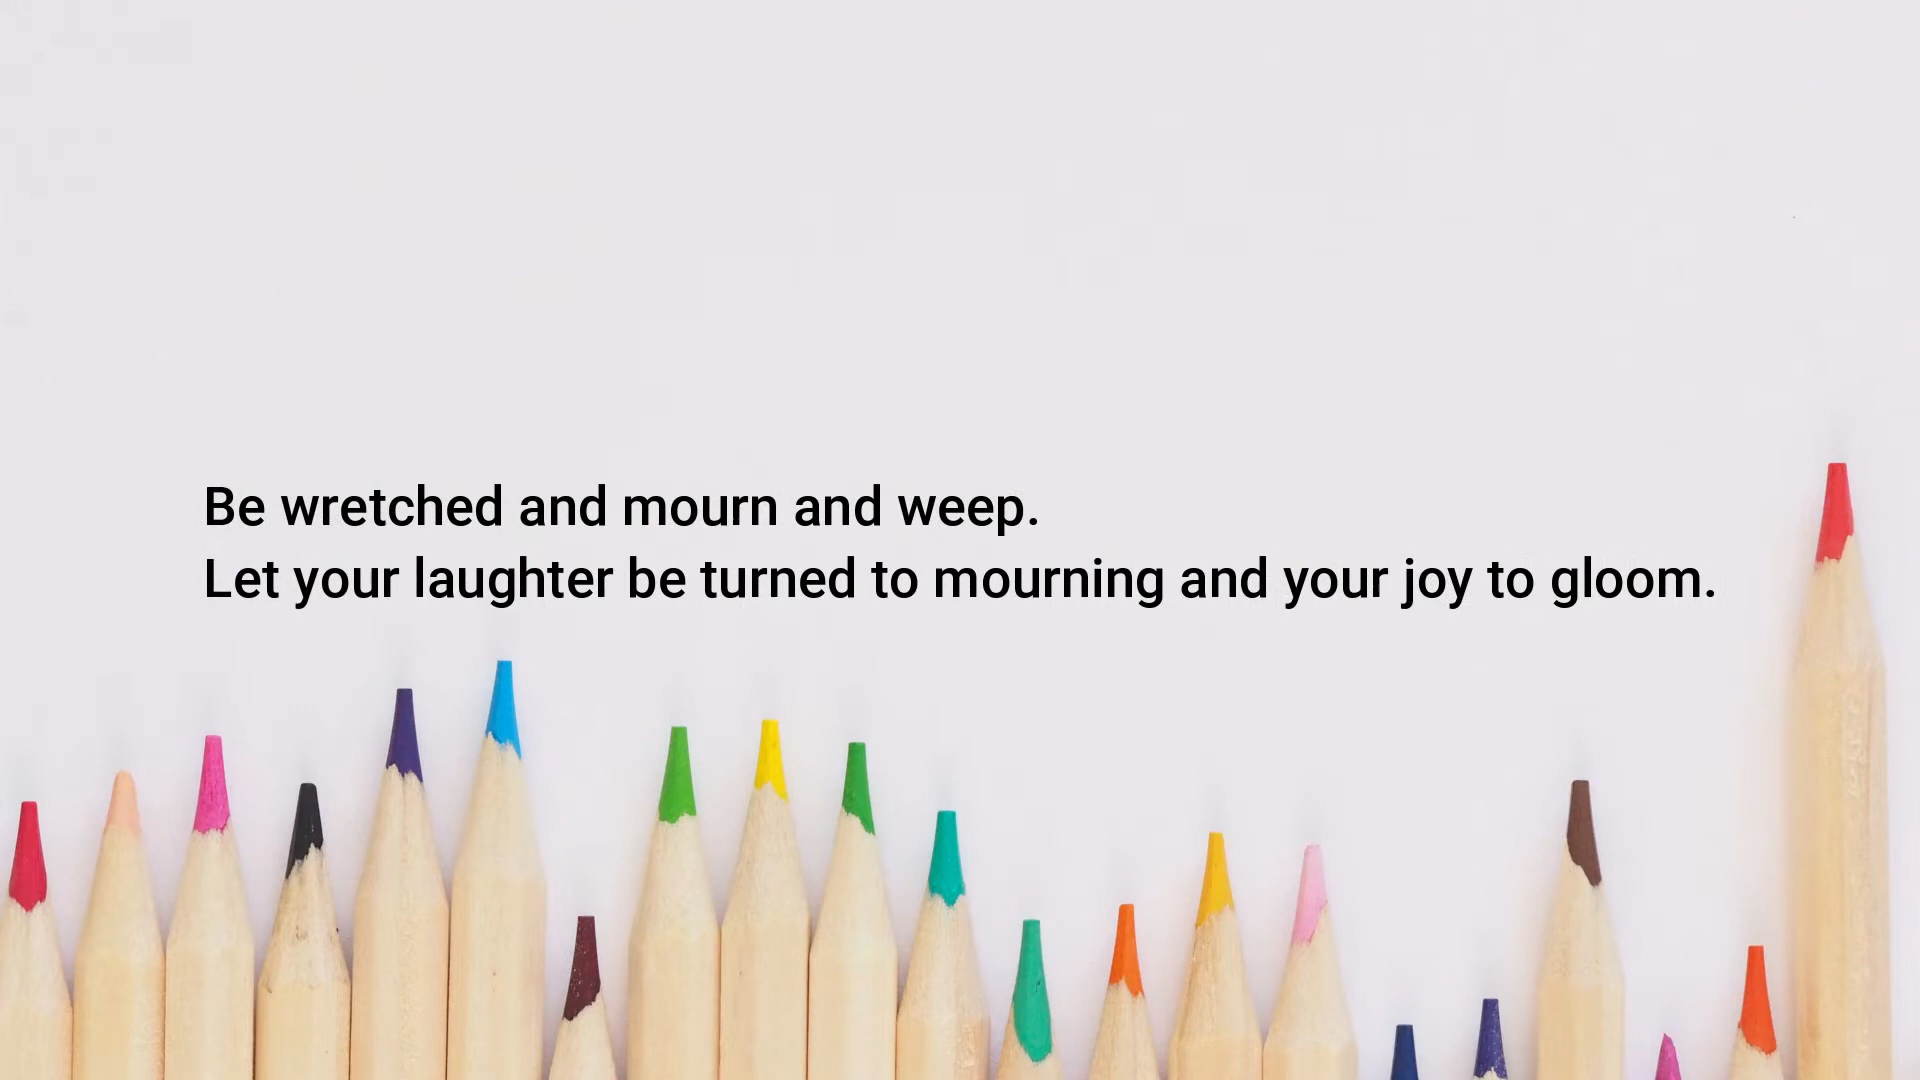 Be wretched and mourn and weep.
Let your laughter be turned to mourning and your joy to gloom.